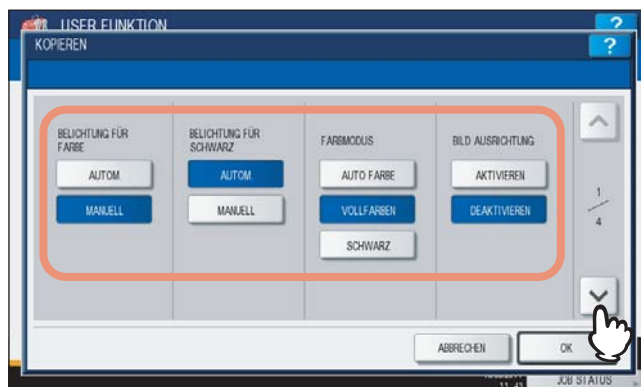 USER FUNKTION
?
KOPIEREN
?
BELICHTUNG FÜR
FARBE
AUTOM.
MANUELL
BELICHTUNG FÜR
SCHWARZ
AUTOM.
MANUELL
FARBMODUS
AUTO FARBE
VOLLFARBEN
SCHWARZ
BILD AUSRICHTUNG
AKTIVIEREN
DEAKTIVIEREN
1
4
ABBRECHEN
OK
JOB STATUS